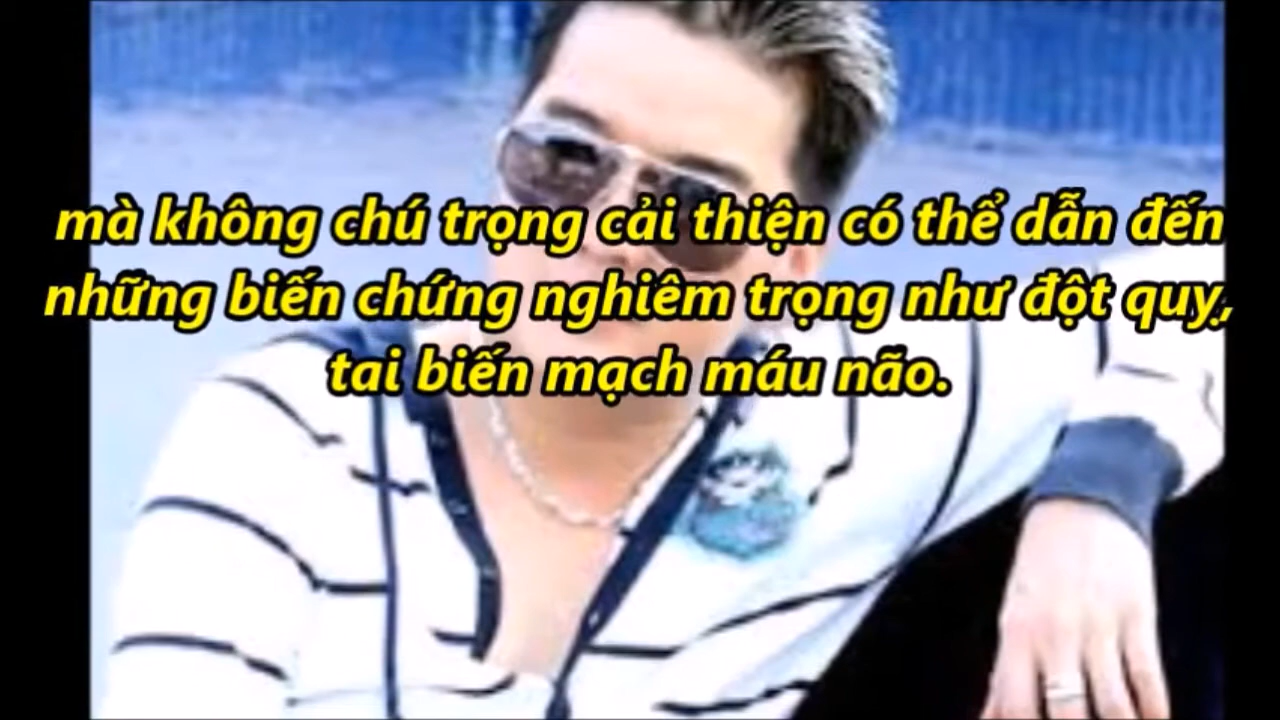 mà không chú trọng cải thiện có thể dẫn đến
những biến chứng nghiêm trọng như đột quỵ,
tai biến mạch máu não.